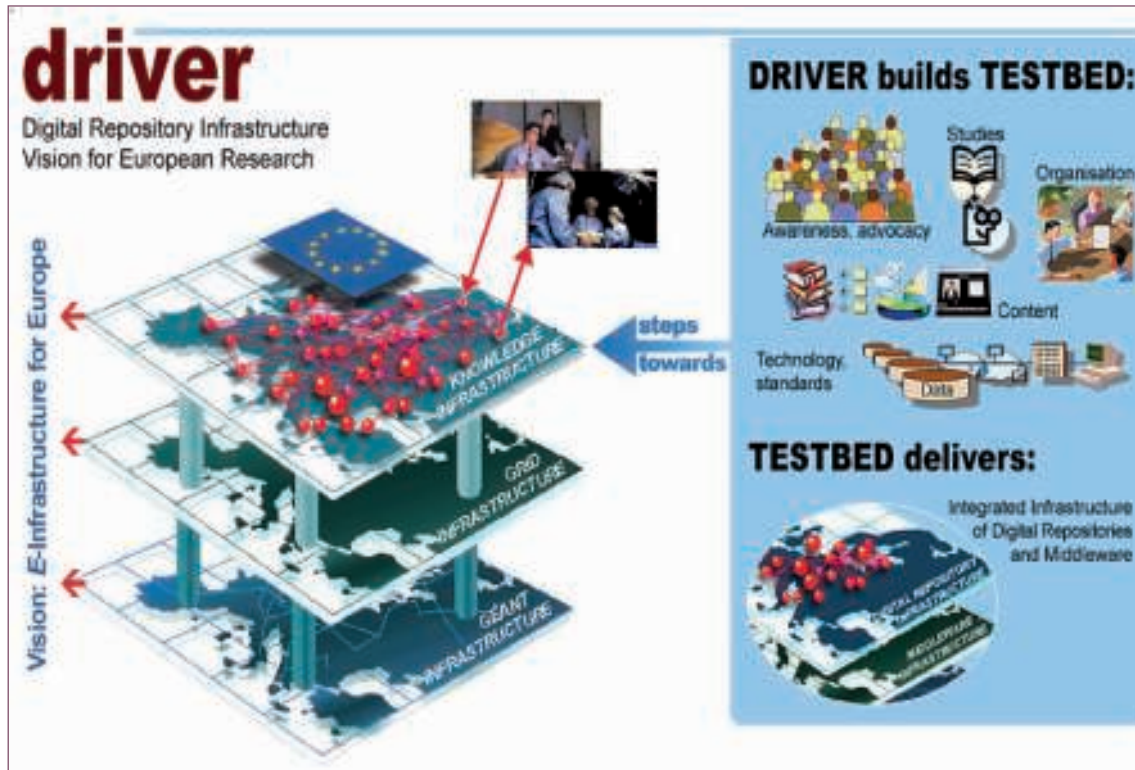 driver
Digital Repository Infrastructure
Vision for European Research
Vision: E-Infrastructure for Europe
KNOWLEDGE
INFRASTRUCTURE
GRID
INFRASTRUCTURE
GÉANT
INFRASTRUCTURE
steps
towards
DRIVER builds TESTBED:
Studies
Organisation
Awareness, advocacy
Content
Technology,
standards
Data
TESTBED delivers:
Integrated Infrastructure
of Digital Repositories
and Middleware
DIGITAL REPOSITORY
INFRASTRUCTURE
MIDDLEWARE
INFRASTRUCTURE